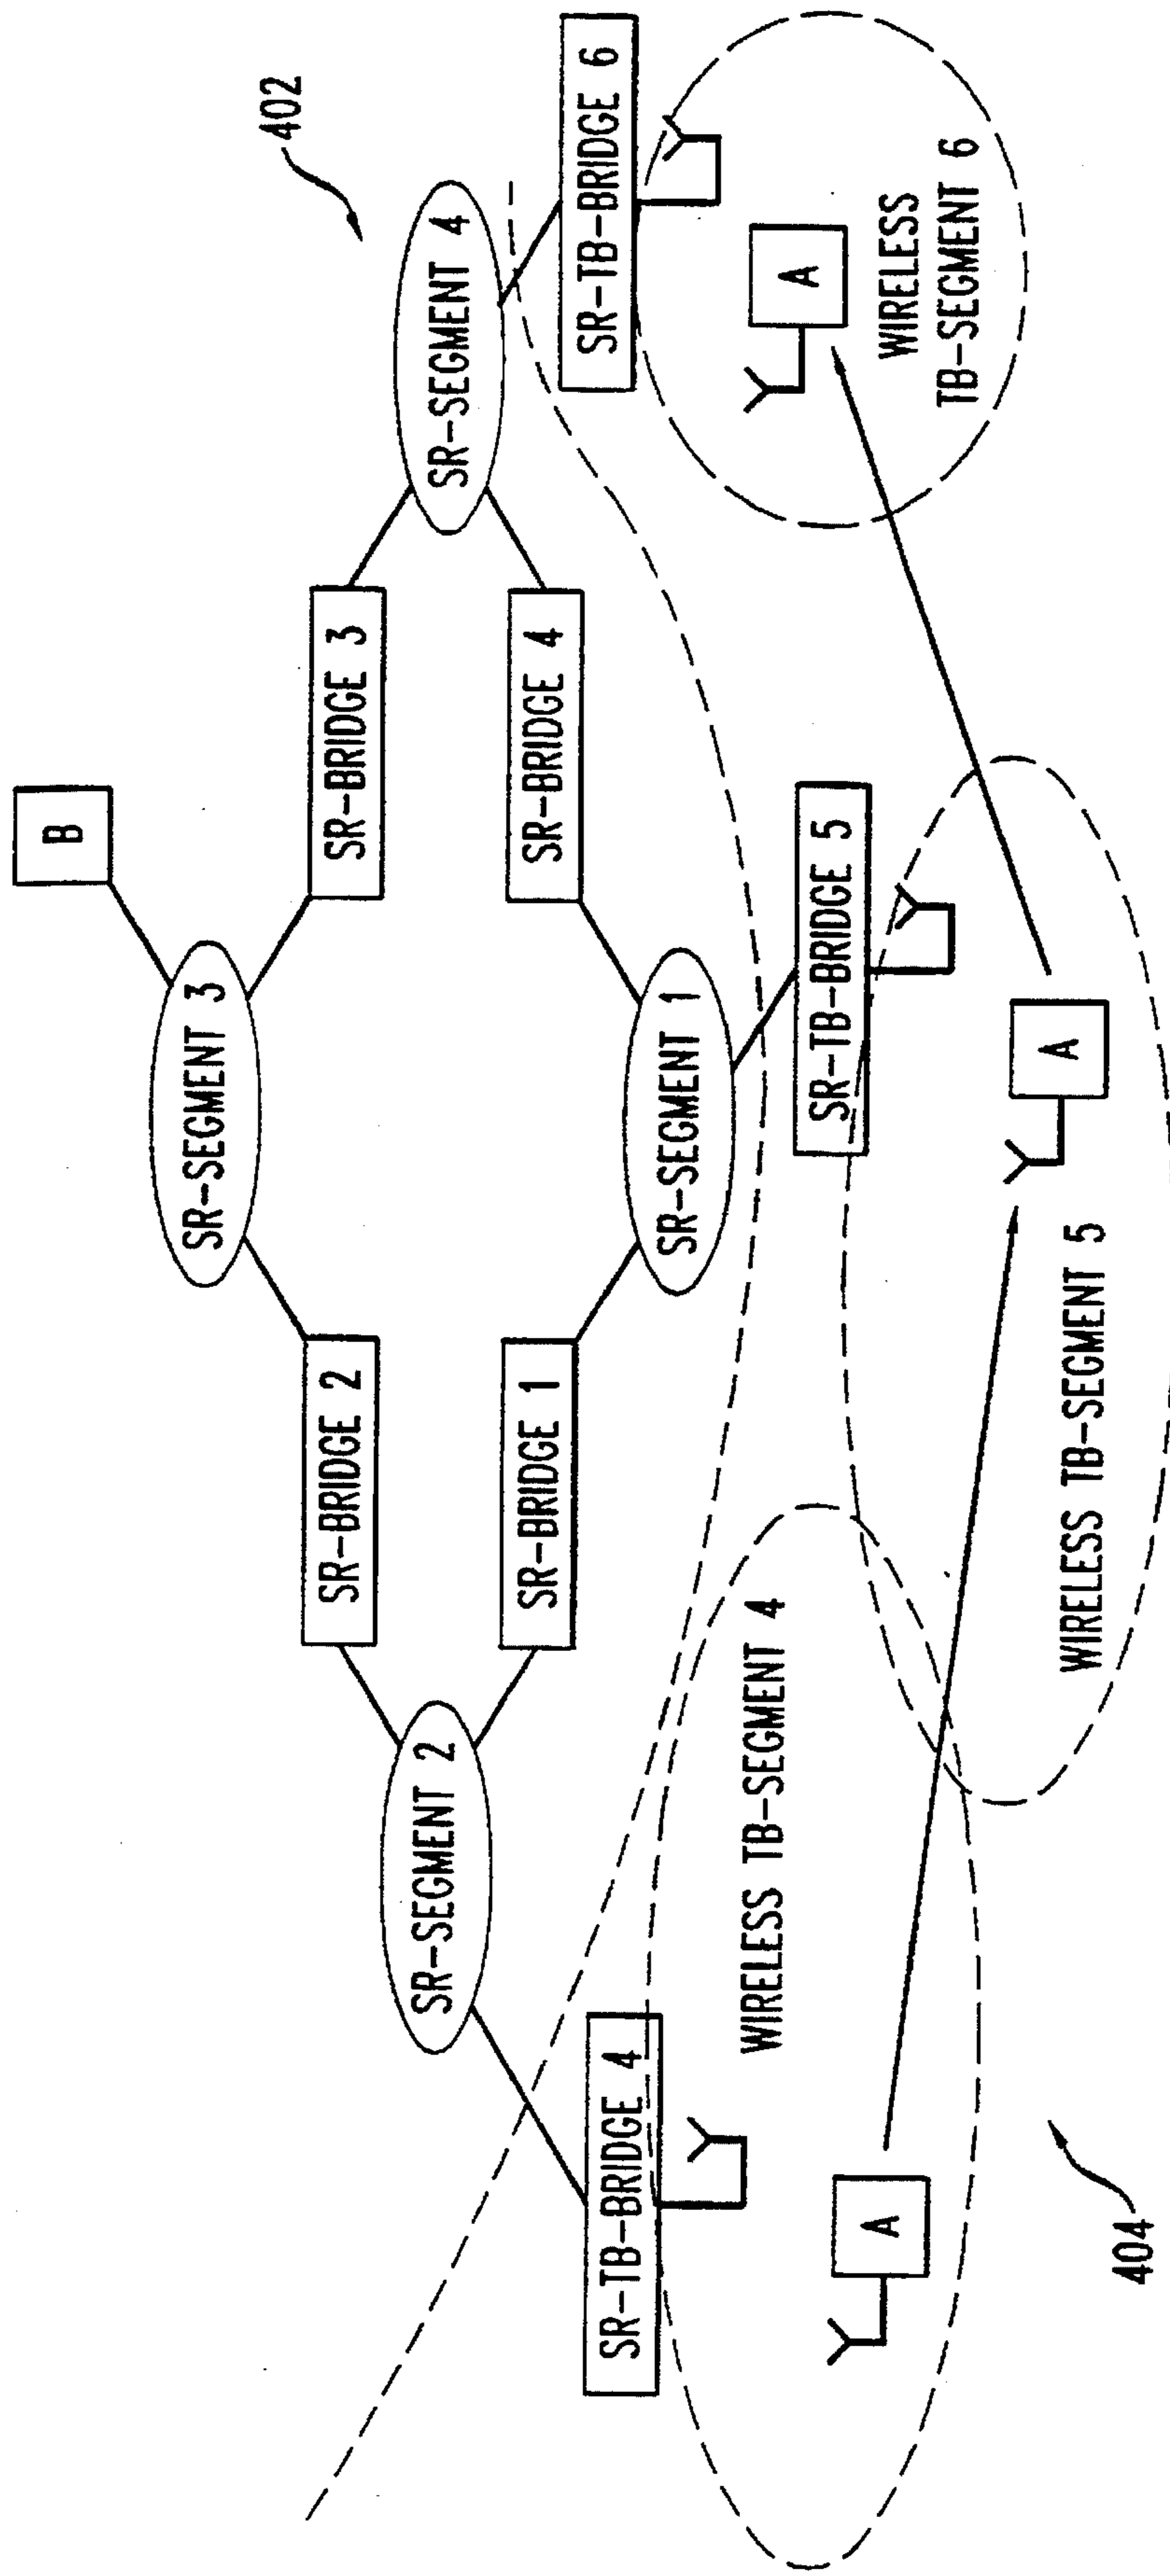 402
B
SR-SEGMENT 3
SR-BRIDGE 2
SR-BRIDGE 3
SR-SEGMENT 2
SR-SEGMENT 4
SR-BRIDGE 1
SR-BRIDGE 4
SR-SEGMENT 1
SR-TB-BRIDGE 4
SR-TB-BRIDGE 5
SR-TB-BRIDGE 6
WIRELESS TB-SEGMENT 4
A
A
A
WIRELESS
TB-SEGMENT 6
WIRELESS TB-SEGMENT 5
404